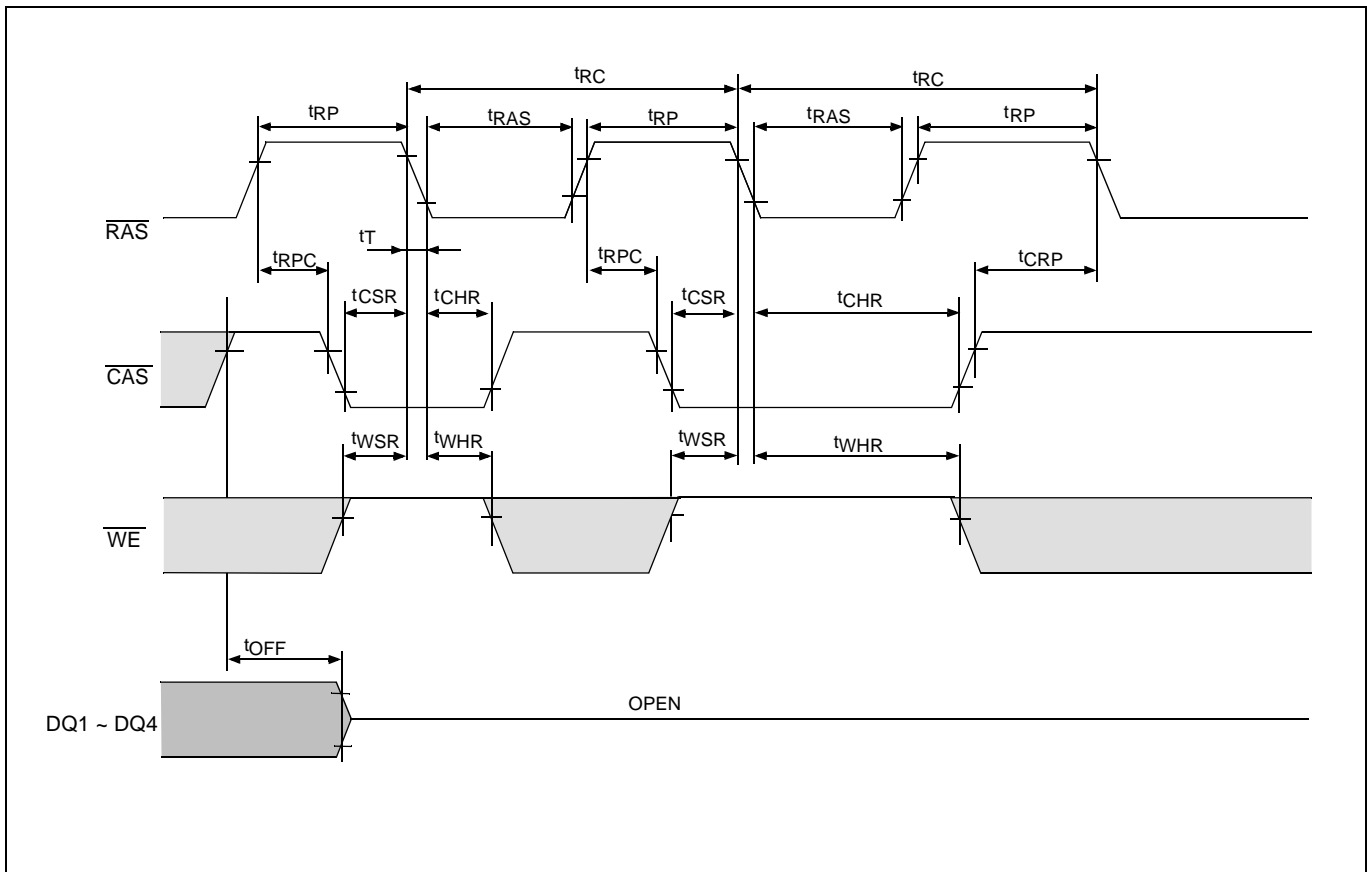 tRC tRC
tRP tRAS tRP tRAS tRP
RAS
tT
tRPC tRPC tCRP
tCSR tCHR tCSR tCHR
CAS
tWSR tWHR tWSR tWHR
WE
tOFF
OPEN
DQ1 ~ DQ4